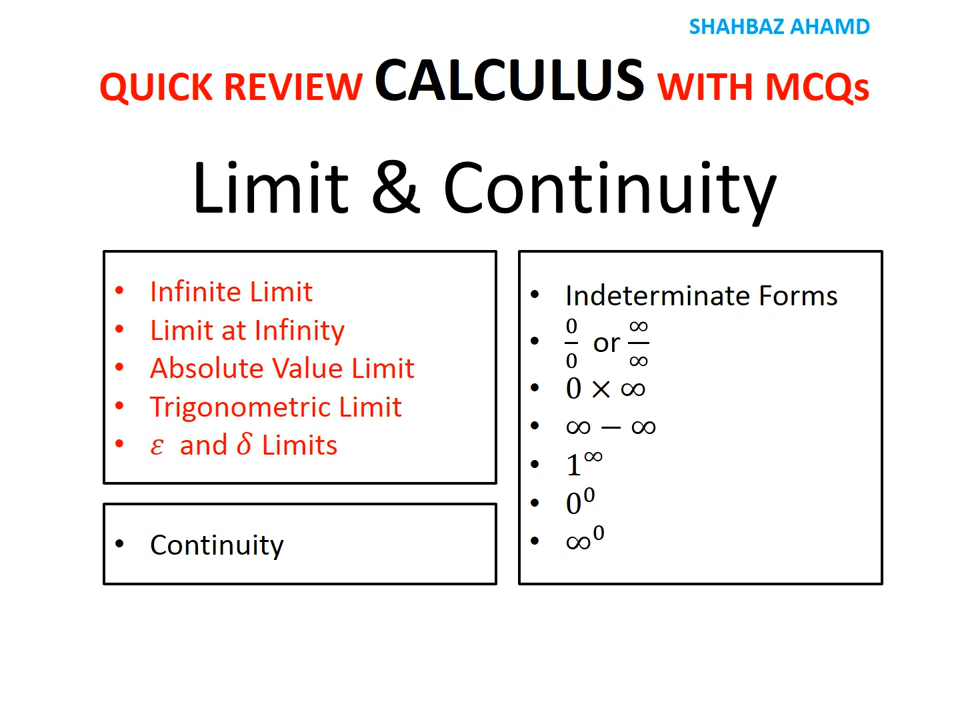 SHAHBAZ AHAMD
QUICK REVIEW CALCULUS WITH MCQs
Limit & Continuity
• Infinite Limit
• Limit at Infinity
• Absolute Value Limit
• Trigonometric Limit
• ε and δ Limits
• Continuity
• Indeterminate Forms
• 0/0 or ∞/∞
• 0 × ∞
• ∞ − ∞
• 1^∞
• 0^0
• ∞^0